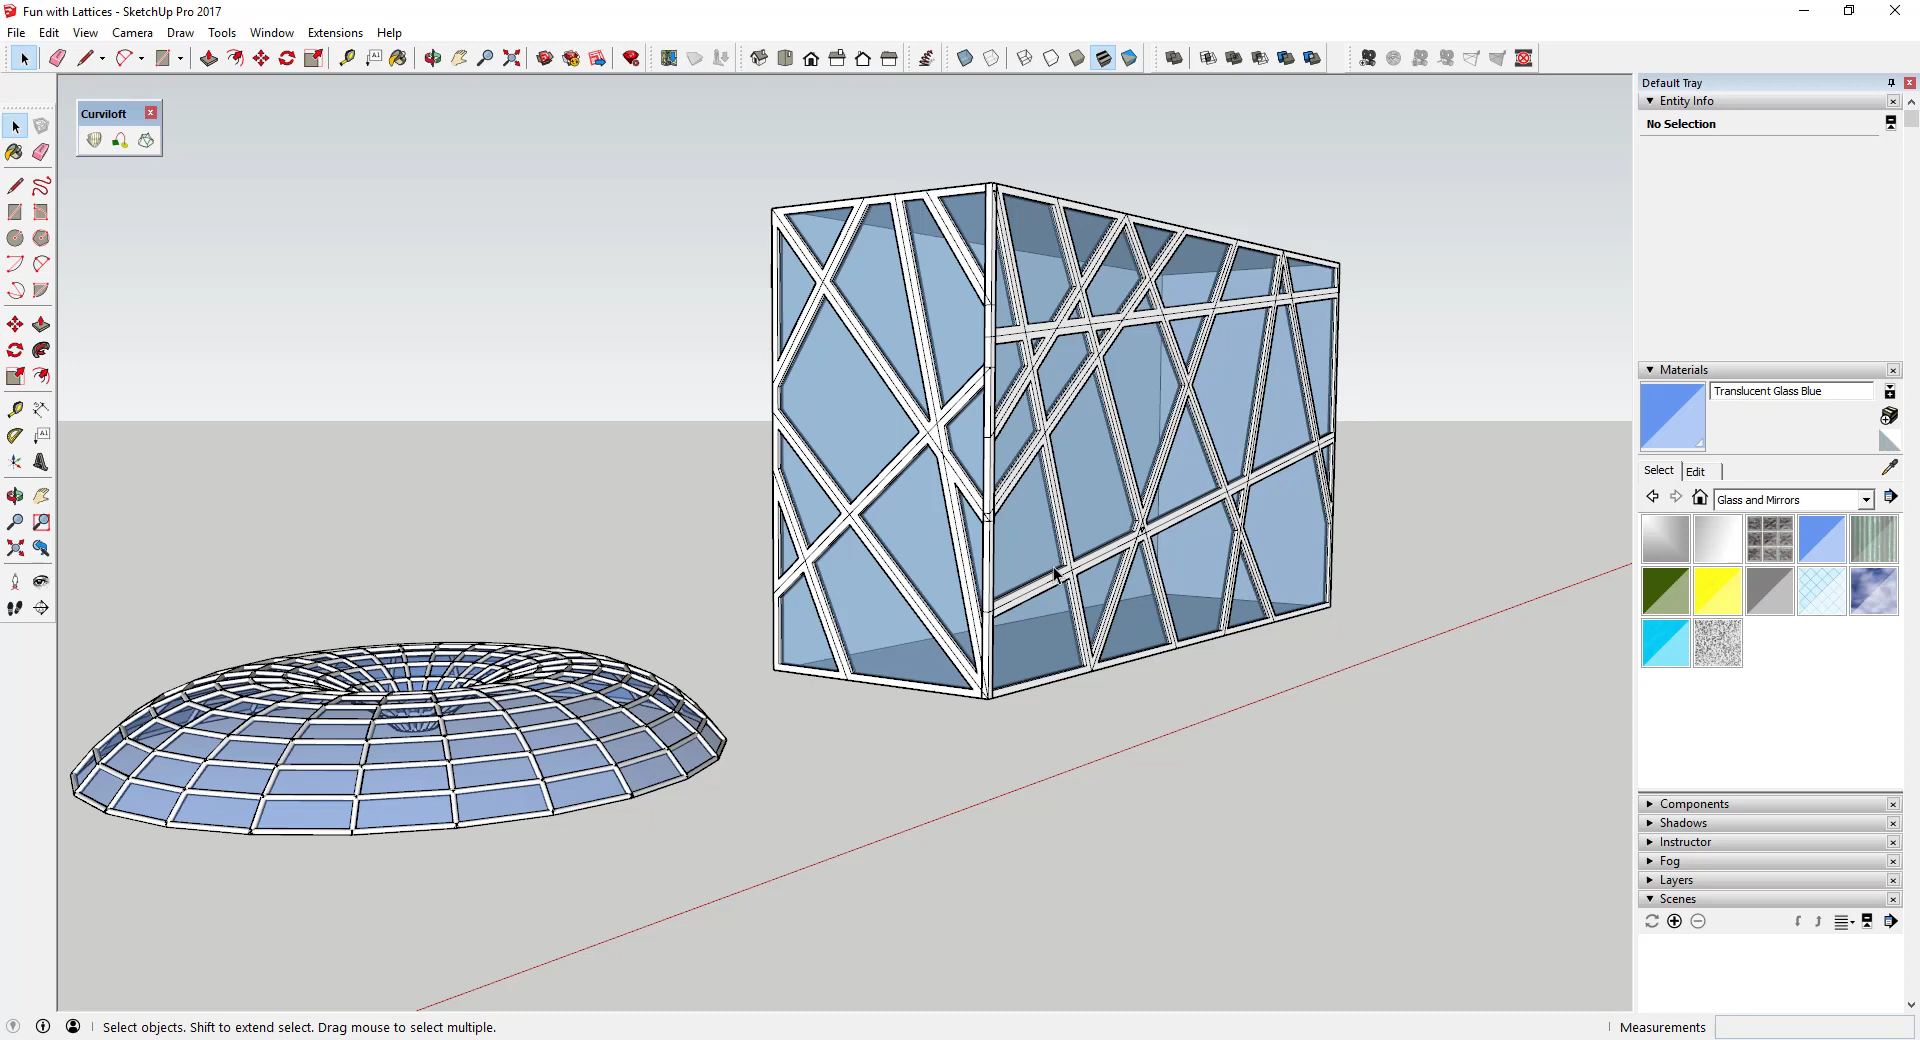 Fun with Lattices - SketchUp Pro 2017
File Edit View Camera Draw Tools Window Extensions Help
A1
Default Tray
Entity Info
No Selection
Curviloft
Materials
Translucent Glass Blue
A1
Select Edit
Glass and Mirrors
Components
Shadows
Instructor
Fog
Layers
Scenes
Select objects. Shift to extend select. Drag mouse to select multiple.
Measurements